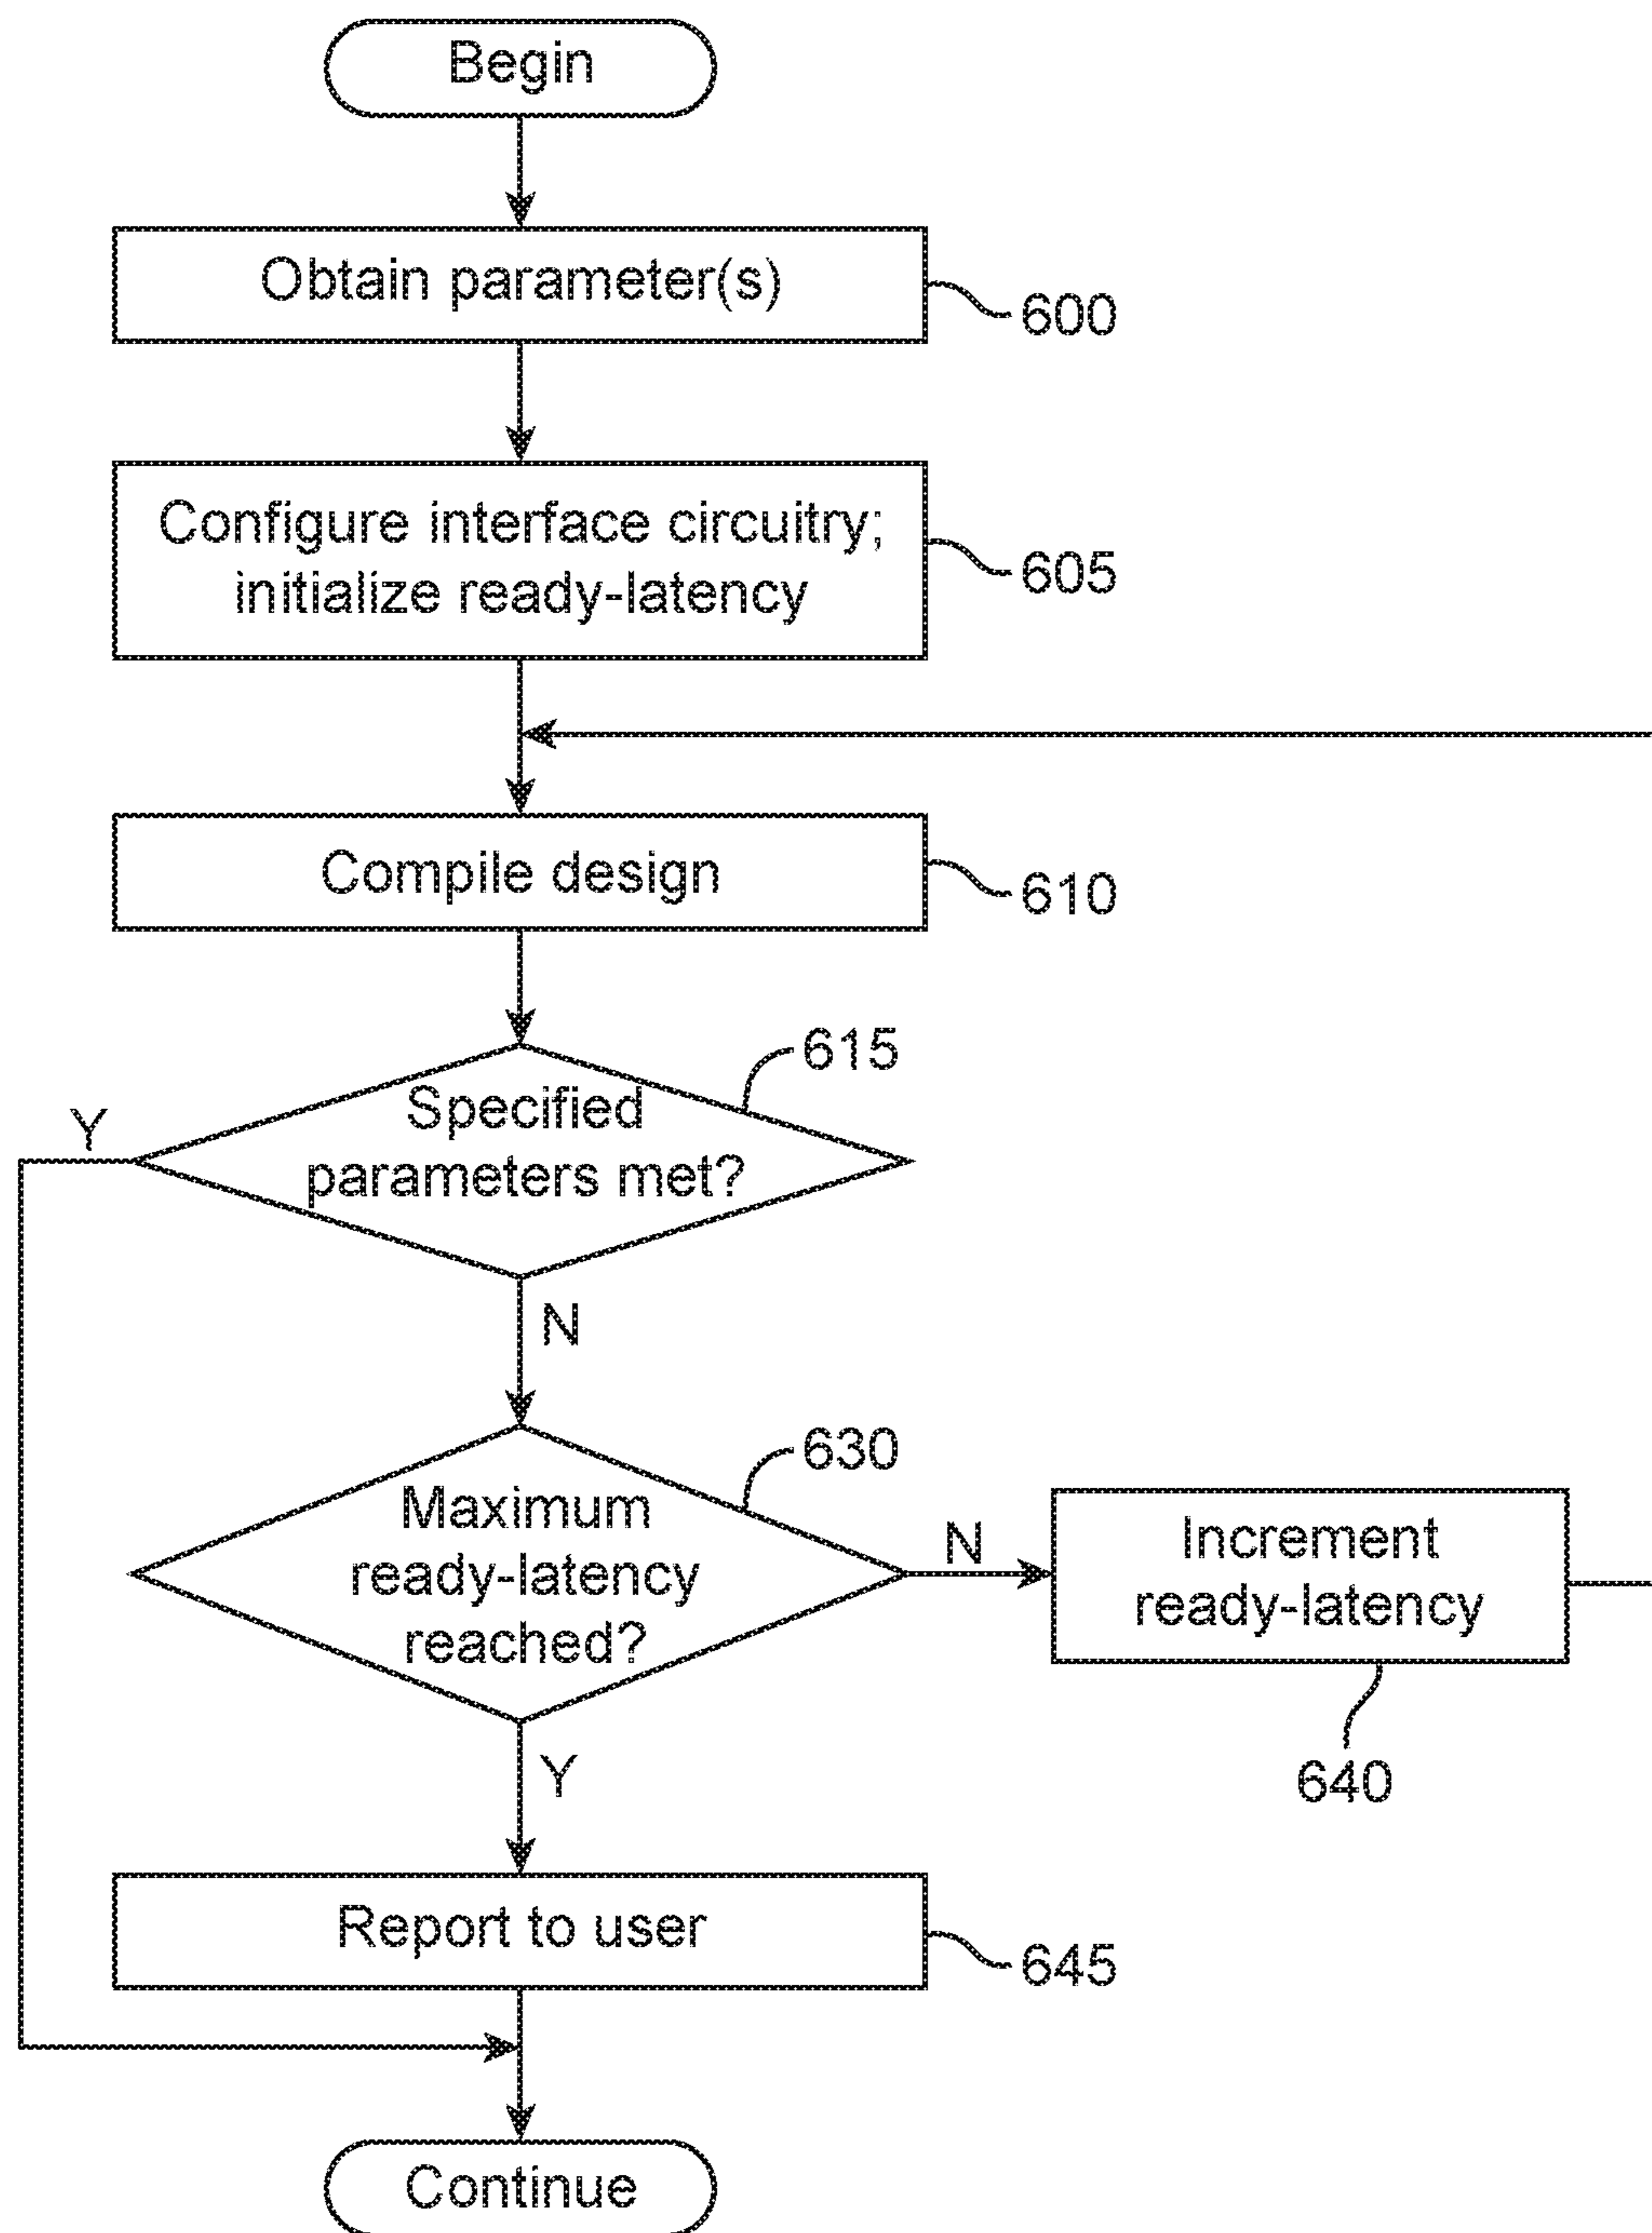 Begin
Obtain parameter(s)
600
Configure interface circuitry;
initialize ready-latency
605
Compile design
610
615
Specified
parameters met?
Y
N
630
Maximum
ready-latency
reached?
N
Increment
ready-latency
640
Y
Report to user
645
Continue